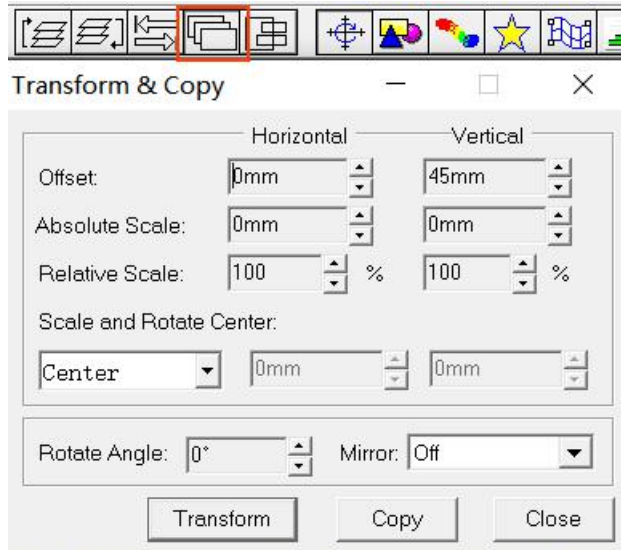 Transform & Copy
Horizontal Vertical
Offset: 0mm 45mm
Absolute Scale: 0mm 0mm
Relative Scale: 100 % 100 %
Scale and Rotate Center:
Center 0mm 0mm
Rotate Angle: 0° Mirror: Off
Transform Copy Close